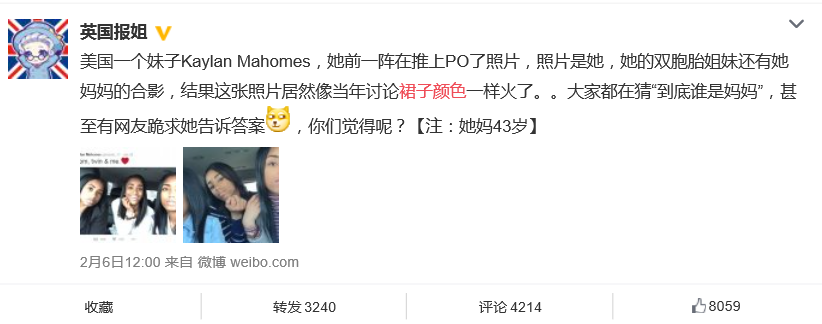 英国报姐
美国一个妹子Kaylan Mahomes，她前一阵在推上PO了照片，照片是她，她的双胞胎姐妹还有她
妈妈的合影，结果这张照片居然像当年讨论裙子颜色一样火了。。大家都在猜“到底谁是妈妈”，甚
至有网友跪求她告诉答案，你们觉得呢？【注：她妈43岁】
om, twin & me
2月6日12:00 来自 微博 weibo.com
收藏
转发 3240
评论 4214
8059